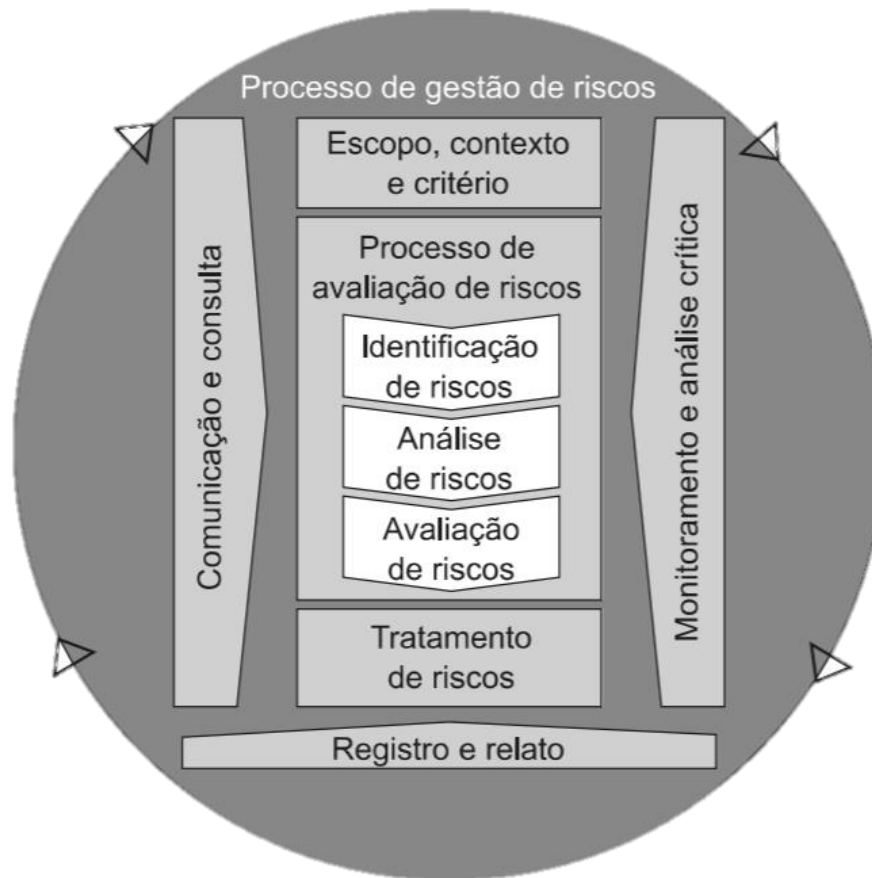 Processo de gestão de riscos
Escopo, contexto
e critério
Processo de
avaliação de riscos
Identificação
de riscos
Análise
de riscos
Avaliação
de riscos
Tratamento
de riscos
Comunicação e consulta
Monitoramento e análise crítica
Registro e relato